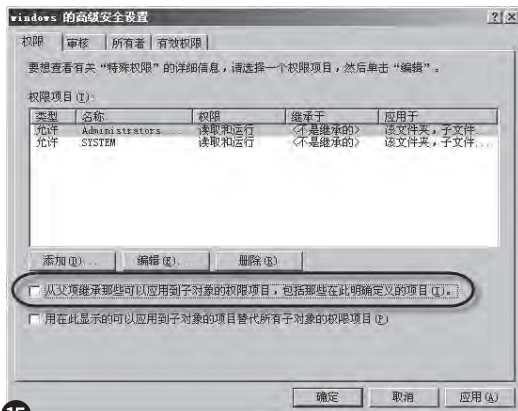 windows 的高级安全设置
权限 审核 所有者 有效权限
要想查看有关“特殊权限”的详细信息，请选择一个权限项目，然后单击“编辑”。
权限项目(T):
类型 名称 权限 继承于 应用于
允许 Administrators... 读取和运行 <不是继承的> 该文件夹，子文件...
允许 SYSTEM 读取和运行 <不是继承的> 该文件夹，子文件...
添加(D)... 编辑(E)... 删除(R)
从父项继承那些可以应用到子对象的权限项目，包括那些在此明确定义的项目(I)。
用在此显示的可以应用到子对象的项目替代所有子对象的权限项目(P)
确定 取消 应用(A)
15